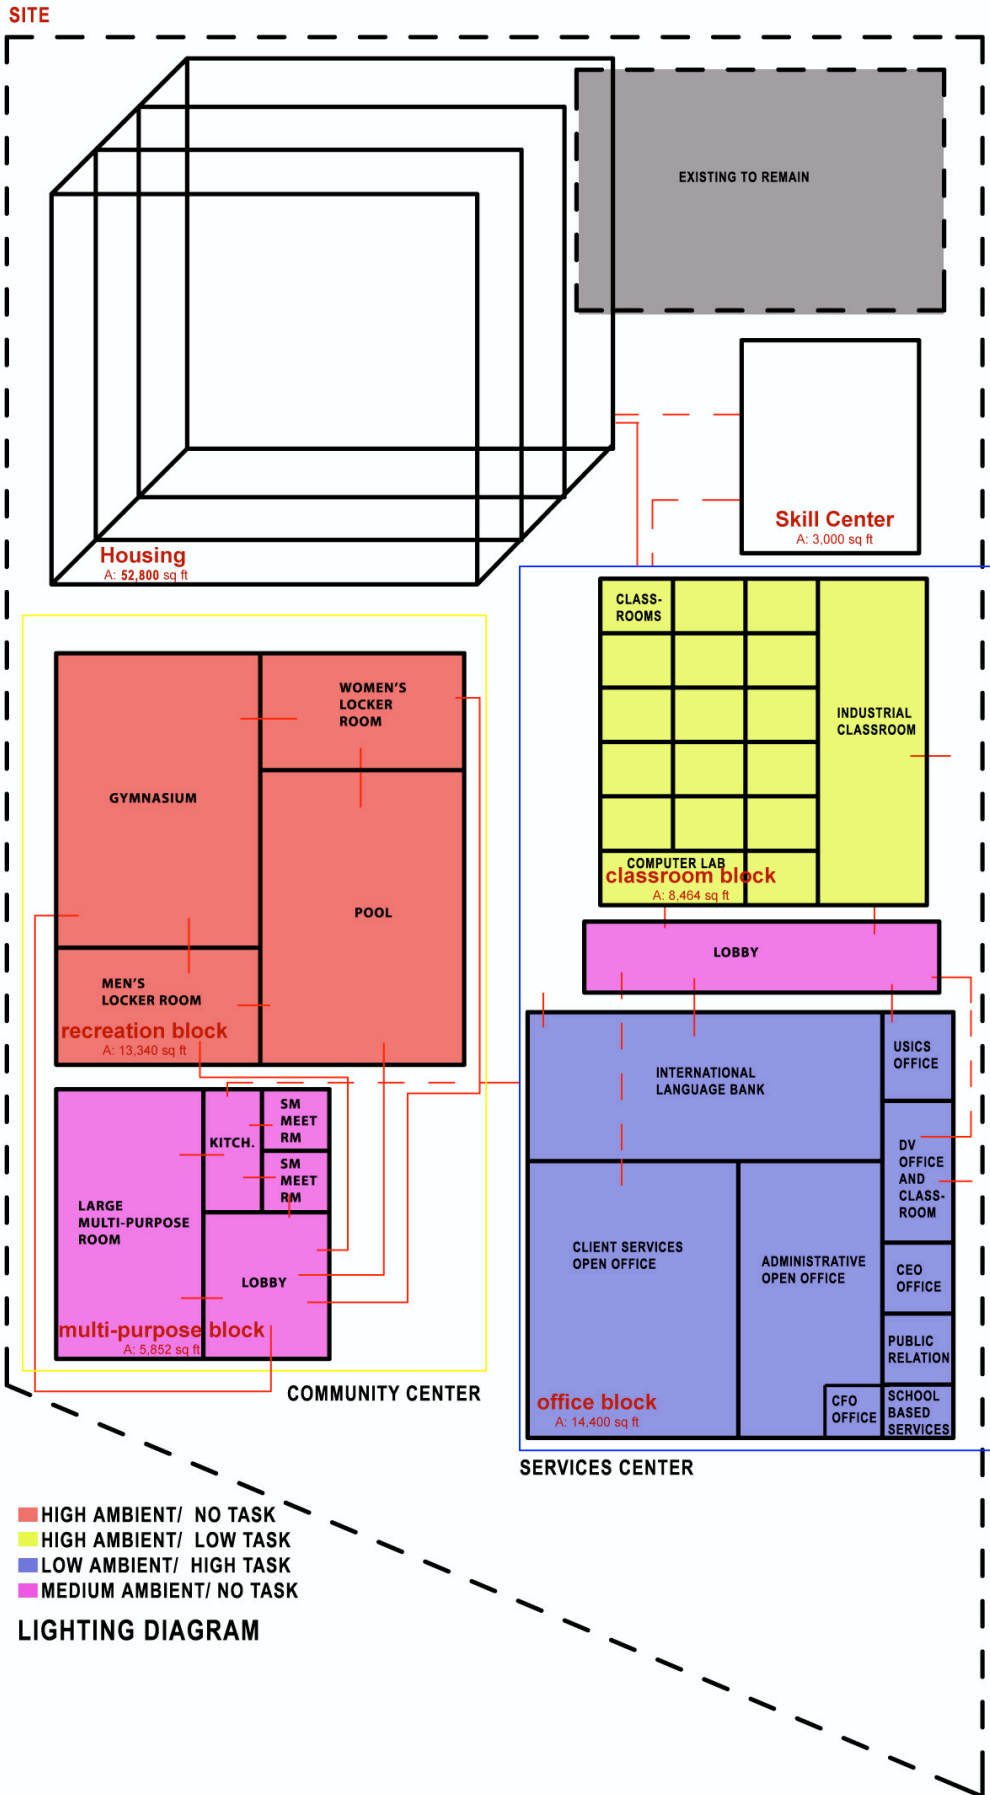 SITE
EXISTING TO REMAIN
Skill Center
A: 3,000 sq ft
Housing
A: 52,800 sq ft
CLASS-
ROOMS
INDUSTRIAL
CLASSROOM
COMPUTER LAB
classroom block
A: 8,464 sq ft
WOMEN'S
LOCKER
ROOM
GYMNASIUM
POOL
MEN'S
LOCKER ROOM
recreation block
A: 13,340 sq ft
LOBBY
INTERNATIONAL
LANGUAGE BANK
USICS
OFFICE
DV
OFFICE
AND
CLASS-
ROOM
CLIENT SERVICES
OPEN OFFICE
ADMINISTRATIVE
OPEN OFFICE
CEO
OFFICE
PUBLIC
RELATION
CFO
OFFICE
SCHOOL
BASED
SERVICES
office block
A: 14,400 sq ft
SERVICES CENTER
KITCH.
SM
MEET
RM
SM
MEET
RM
LARGE
MULTI-PURPOSE
ROOM
LOBBY
multi-purpose block
A: 5,852 sq ft
COMMUNITY CENTER
HIGH AMBIENT/ NO TASK
HIGH AMBIENT/ LOW TASK
LOW AMBIENT/ HIGH TASK
MEDIUM AMBIENT/ NO TASK
LIGHTING DIAGRAM